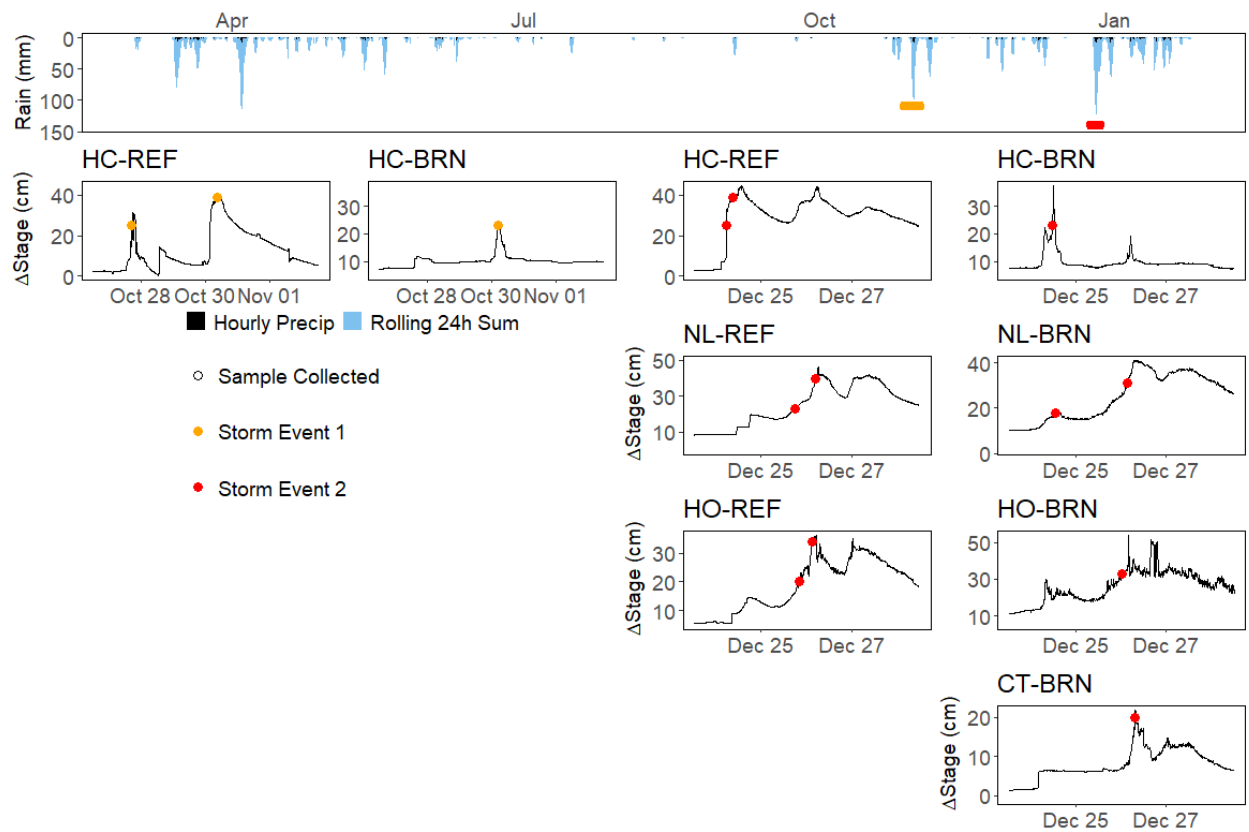 Apr Jul Oct Jan
Rain (mm)
0
50
100
150
HC-REF HC-BRN HC-REF HC-BRN
ΔStage (cm)
40
20
0
30
20
10
40
20
0
30
20
10
Oct 28 Oct 30 Nov 01 Oct 28 Oct 30 Nov 01 Dec 25 Dec 27 Dec 25 Dec 27
Hourly Precip Rolling 24h Sum
Sample Collected
Storm Event 1
Storm Event 2
NL-REF NL-BRN
ΔStage (cm)
50
30
10
40
20
0
Dec 25 Dec 27 Dec 25 Dec 27
HO-REF HO-BRN
ΔStage (cm)
30
20
10
50
30
10
Dec 25 Dec 27 Dec 25 Dec 27
CT-BRN
ΔStage (cm)
20
10
0
Dec 25 Dec 27